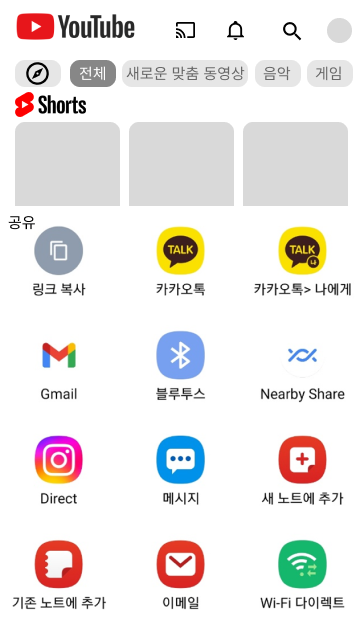 YouTube
전체 새로운 맞춤 동영상 음악 게임
Shorts
공유
TALK TALK 나
링크 복사 카카오톡 카카오톡> 나에게
Gmail 블루투스 Nearby Share
Direct 메시지 새 노트에 추가
기존 노트에 추가 이메일 Wi-Fi 다이렉트